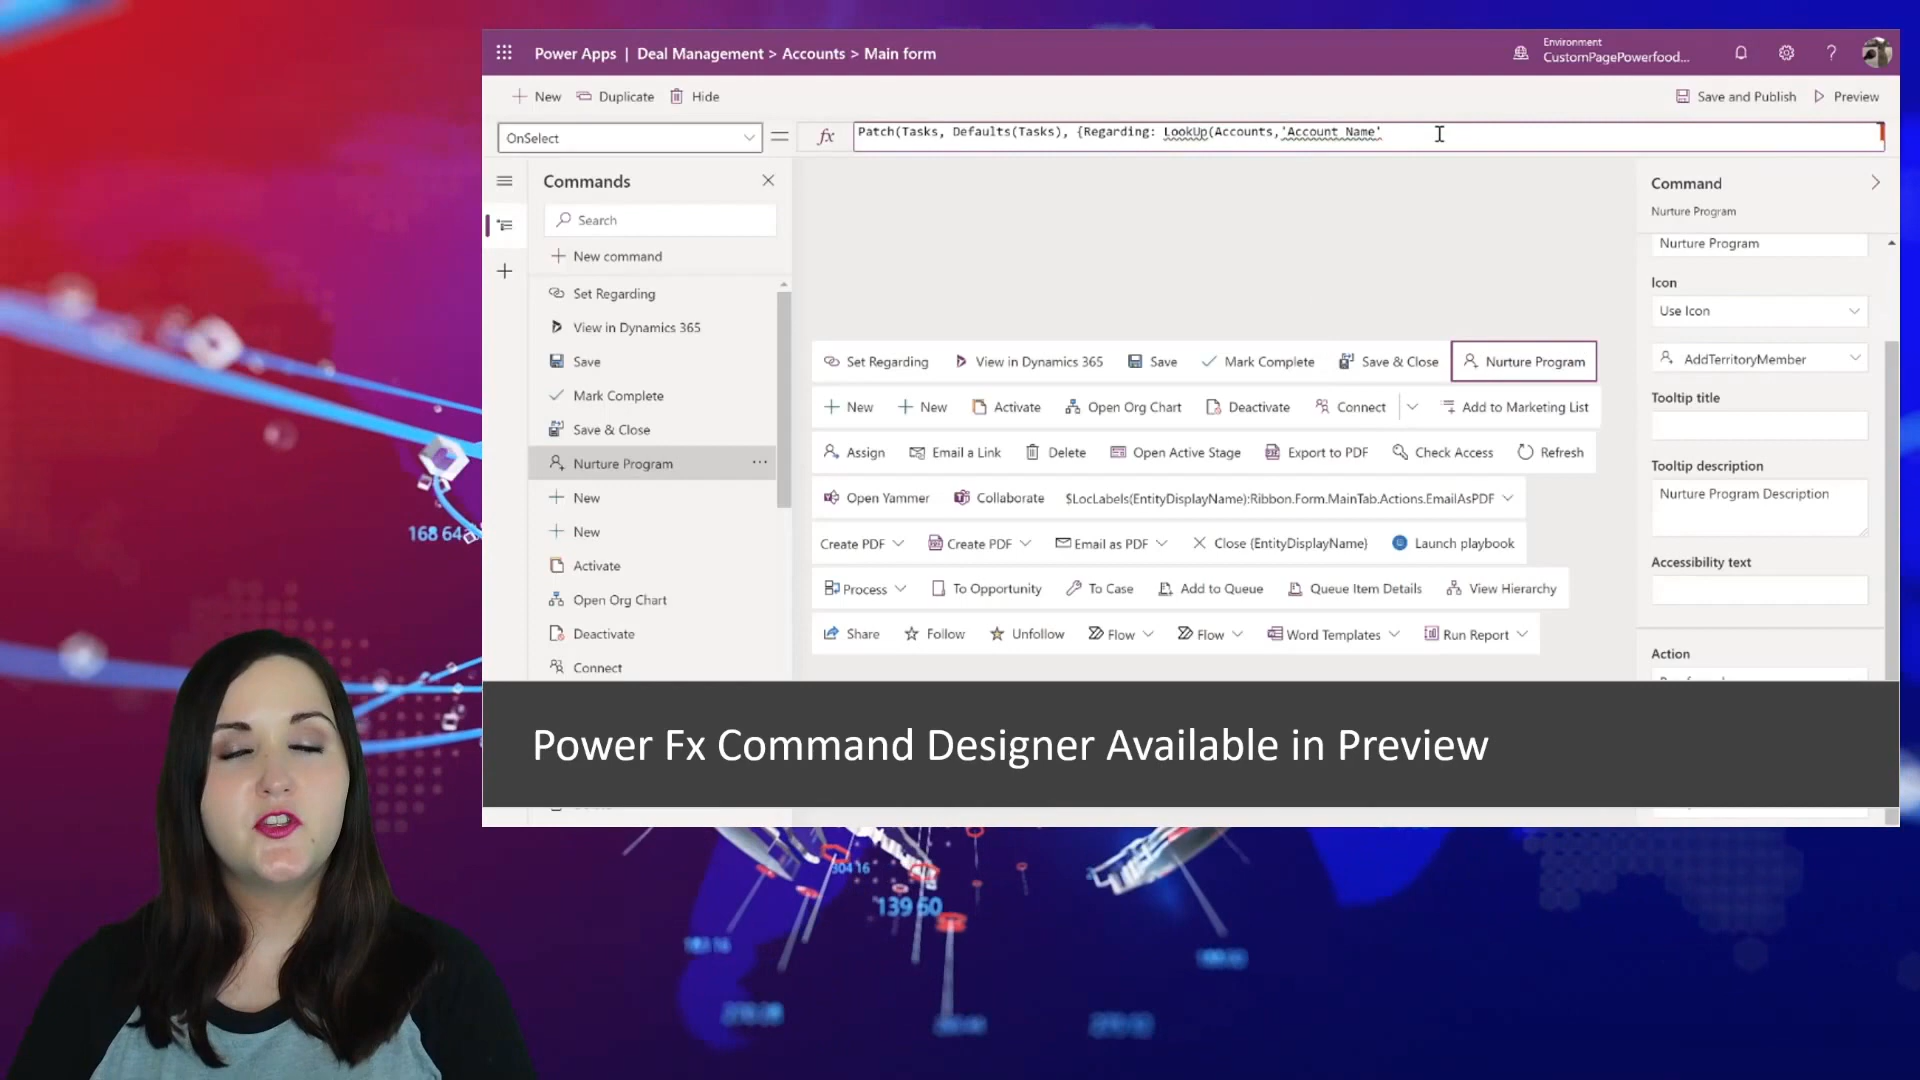 Power Apps | Deal Management > Accounts > Main form
Environment
CustomPagePowerfood...
New Duplicate Hide
Save and Publish Preview
OnSelect
= fx Patch(Tasks, Defaults(Tasks), {Regarding: LookUp(Accounts,'Account Name'
Commands
Search
New command
Set Regarding
View in Dynamics 365
Save
Mark Complete
Save & Close
Nurture Program ...
New
New
Activate
Open Org Chart
Deactivate
Connect
Set Regarding View in Dynamics 365 Save Mark Complete Save & Close Nurture Program
New New Activate Open Org Chart Deactivate Connect Add to Marketing List
Assign Email a Link Delete Open Active Stage Export to PDF Check Access Refresh
Open Yammer Collaborate $LocLabels(EntityDisplayName):Ribbon.Form.MainTab.Actions.EmailAsPDF
Create PDF Create PDF Email as PDF Close (EntityDisplayName) Launch playbook
Process To Opportunity To Case Add to Queue Queue Item Details View Hierarchy
Share Follow Unfollow Flow Flow Word Templates Run Report
Command
Nurture Program
Nurture Program
Icon
Use Icon
AddTerritoryMember
Tooltip title
Tooltip description
Nurture Program Description
Accessibility text
Action
Power Fx Command Designer Available in Preview
168 64
304 16
139 60